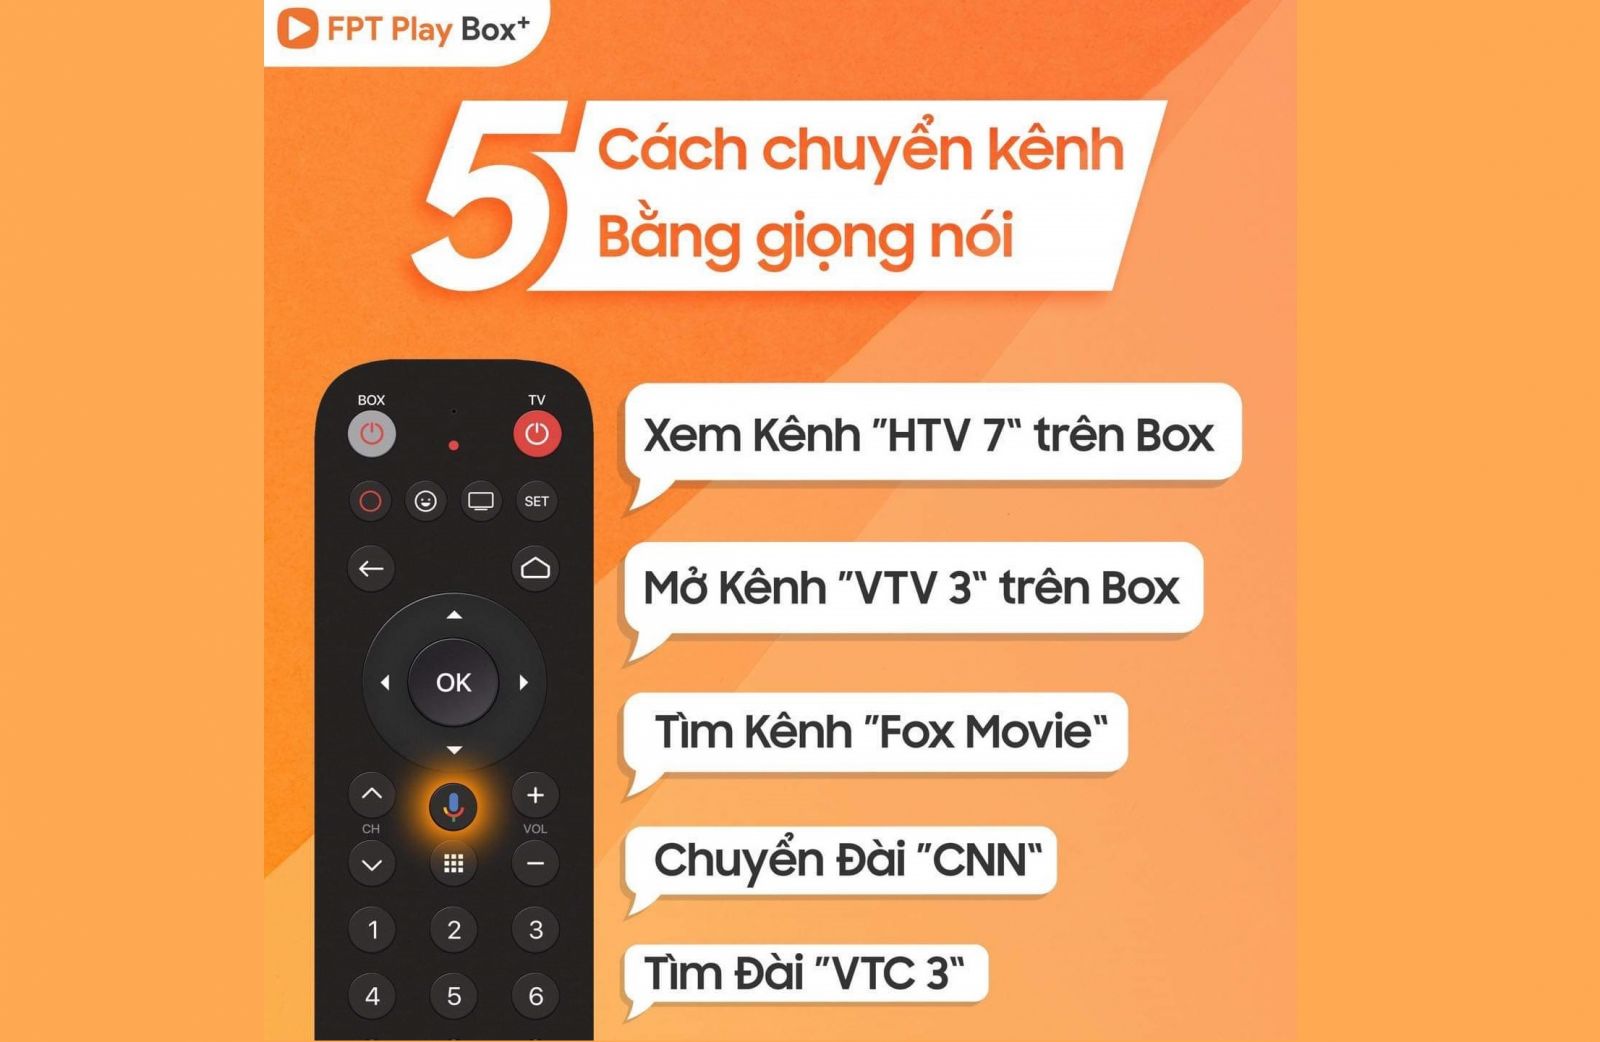 FPT Play Box+
5
Cách chuyển kênh
Bằng giọng nói
BOX
TV
SET
OK
CH
VOL
1 2 3
4 5 6
Xem Kênh "HTV 7" trên Box
Mở Kênh "VTV 3" trên Box
Tìm Kênh "Fox Movie"
Chuyển Đài "CNN"
Tìm Đài "VTC 3"